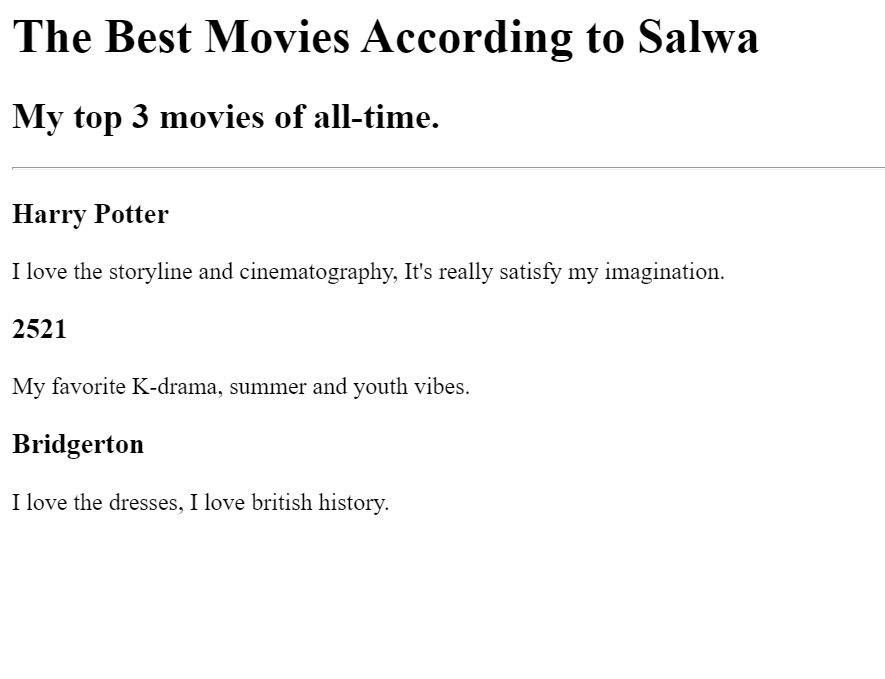 The Best Movies According to Salwa
My top 3 movies of all-time.
Harry Potter
I love the storyline and cinematography, It's really satisfy my imagination.
2521
My favorite K-drama, summer and youth vibes.
Bridgerton
I love the dresses, I love british history.